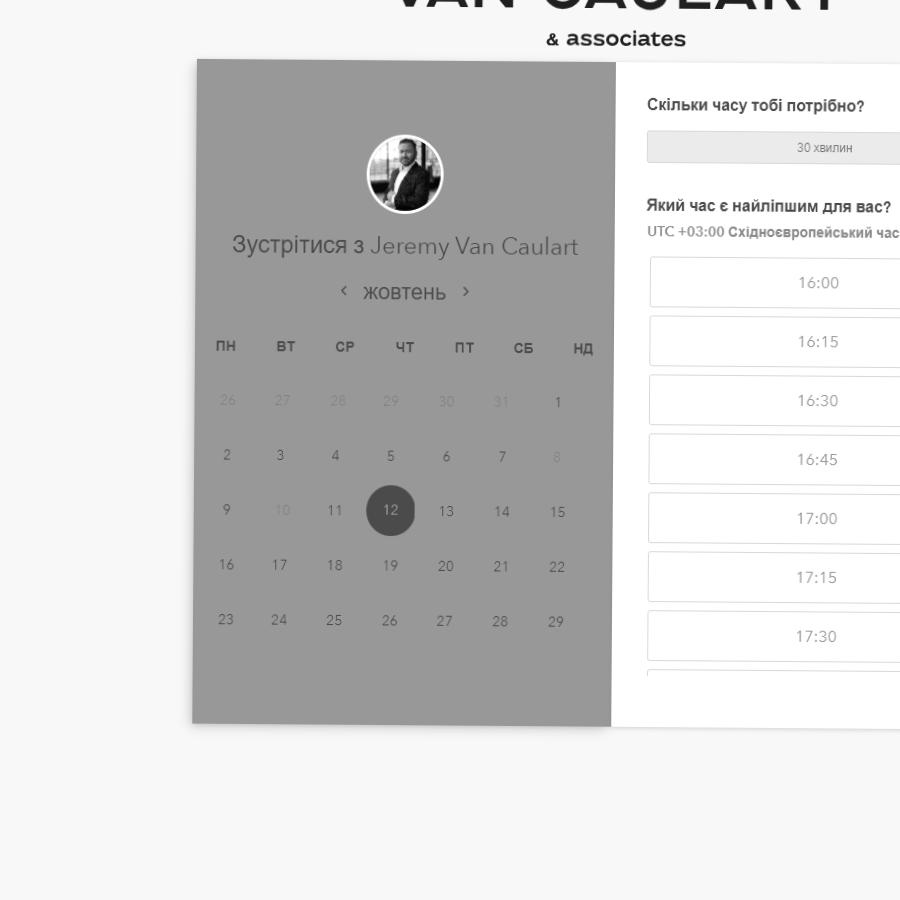 VAN CAULART
& associates
Зустрітися з Jeremy Van Caulart
‹ жовтень ›
ПН ВТ СР ЧТ ПТ СБ НД
26 27 28 29 30 31 1
2 3 4 5 6 7 8
9 10 11 12 13 14 15
16 17 18 19 20 21 22
23 24 25 26 27 28 29
Скільки часу тобі потрібно?
30 хвилин
Який час є найліпшим для вас?
UTC +03:00 Східноєвропейський час
16:00
16:15
16:30
16:45
17:00
17:15
17:30